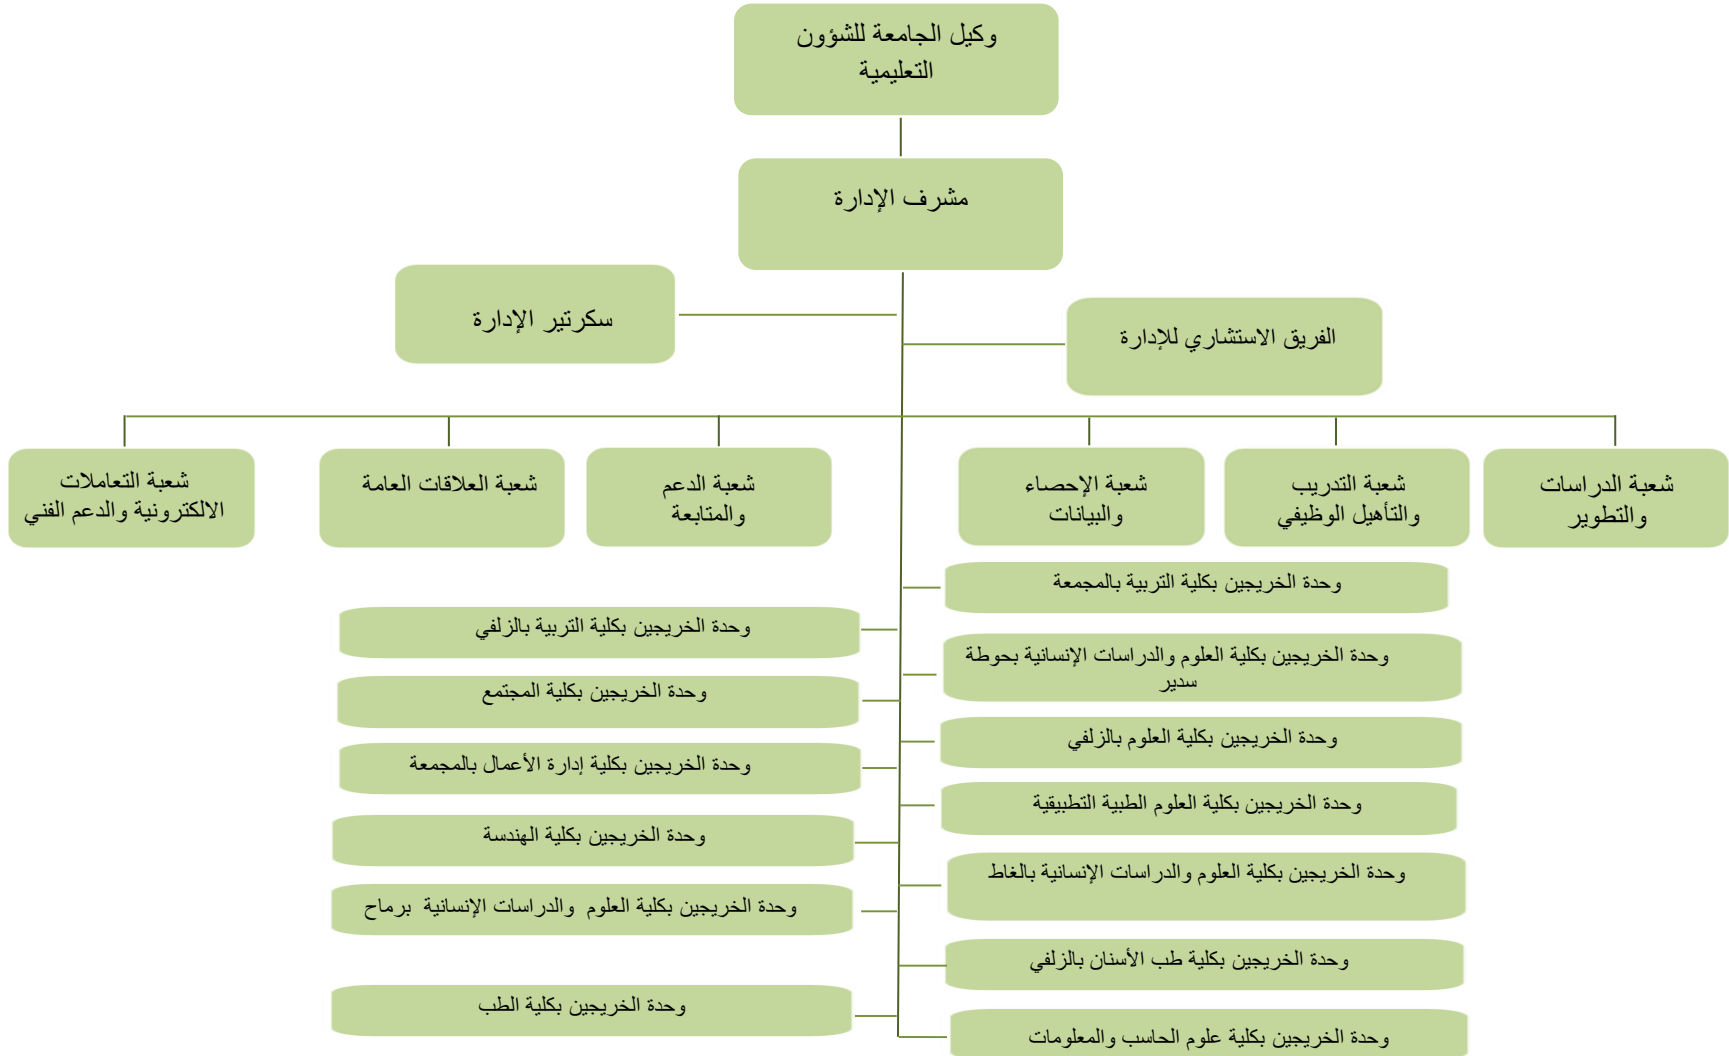 وكيل الجامعة للشؤون
التعليمية
مشرف الإدارة
سكرتير الإدارة
الفريق الاستشاري للإدارة
شعبة الدراسات
والتطوير
شعبة التدريب
والتأهيل الوظيفي
شعبة الإحصاء
والبيانات
شعبة الدعم
والمتابعة
شعبة العلاقات العامة
شعبة التعاملات
الالكترونية والدعم الفني
وحدة الخريجين بكلية التربية بالمجمعة
وحدة الخريجين بكلية التربية بالزلفي
وحدة الخريجين بكلية العلوم والدراسات الإنسانية بحوطة
سدير
وحدة الخريجين بكلية المجتمع
وحدة الخريجين بكلية العلوم بالزلفي
وحدة الخريجين بكلية إدارة الأعمال بالمجمعة
وحدة الخريجين بكلية العلوم الطبية التطبيقية
وحدة الخريجين بكلية الهندسة
وحدة الخريجين بكلية العلوم والدراسات الإنسانية بالغاط
وحدة الخريجين بكلية العلوم والدراسات الإنسانية برماح
وحدة الخريجين بكلية طب الأسنان بالزلفي
وحدة الخريجين بكلية الطب
وحدة الخريجين بكلية علوم الحاسب والمعلومات